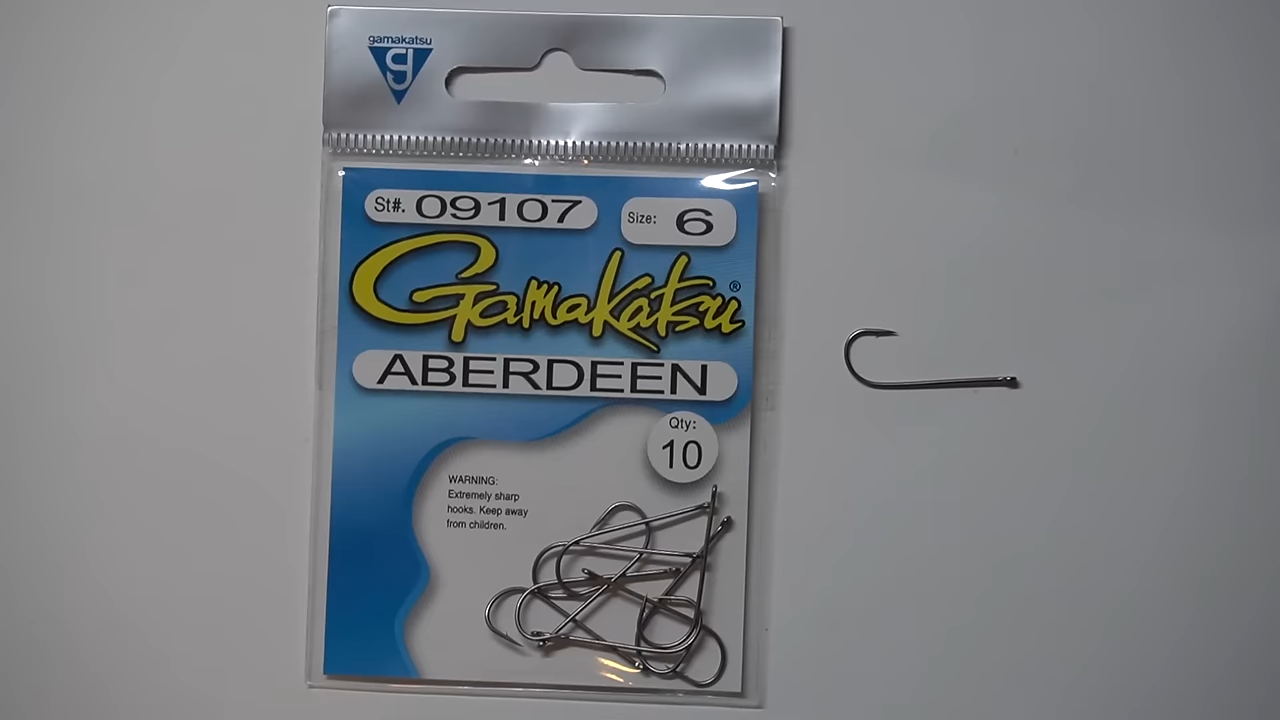 gamakatsu
St#. 09107
Size: 6
Gamakatsu®
ABERDEEN
Qty:
10
WARNING:
Extremely sharp
hooks. Keep away
from children.